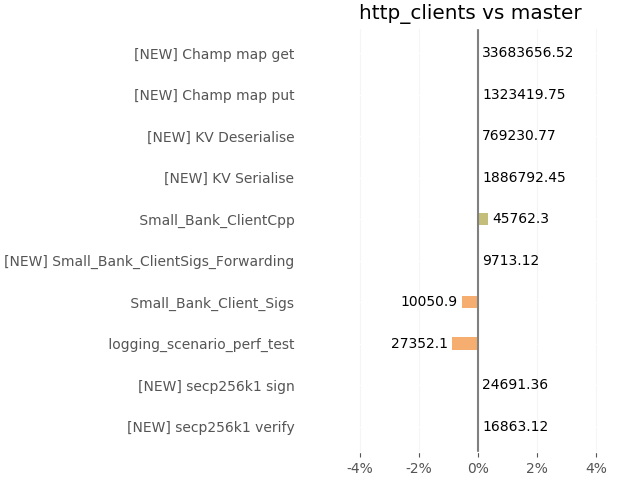 http_clients vs master
[NEW] Champ map get 33683656.52
[NEW] Champ map put 1323419.75
[NEW] KV Deserialise 769230.77
[NEW] KV Serialise 1886792.45
Small_Bank_ClientCpp 45762.3
[NEW] Small_Bank_ClientSigs_Forwarding 9713.12
Small_Bank_Client_Sigs 10050.9
logging_scenario_perf_test 27352.1
[NEW] secp256k1 sign 24691.36
[NEW] secp256k1 verify 16863.12
-4% -2% 0% 2% 4%